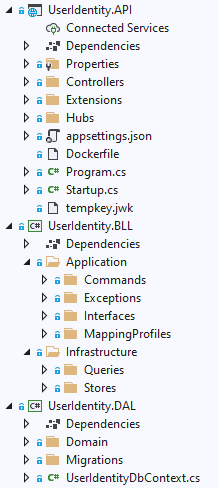 UserIdentity.API
Connected Services
Dependencies
Properties
Controllers
Extensions
Hubs
appsettings.json
Dockerfile
C# Program.cs
C# Startup.cs
tempkey.jwk
C# UserIdentity.BLL
Dependencies
Application
Commands
Exceptions
Interfaces
MappingProfiles
Infrastructure
Queries
Stores
C# UserIdentity.DAL
Dependencies
Domain
Migrations
C# UserIdentityDbContext.cs